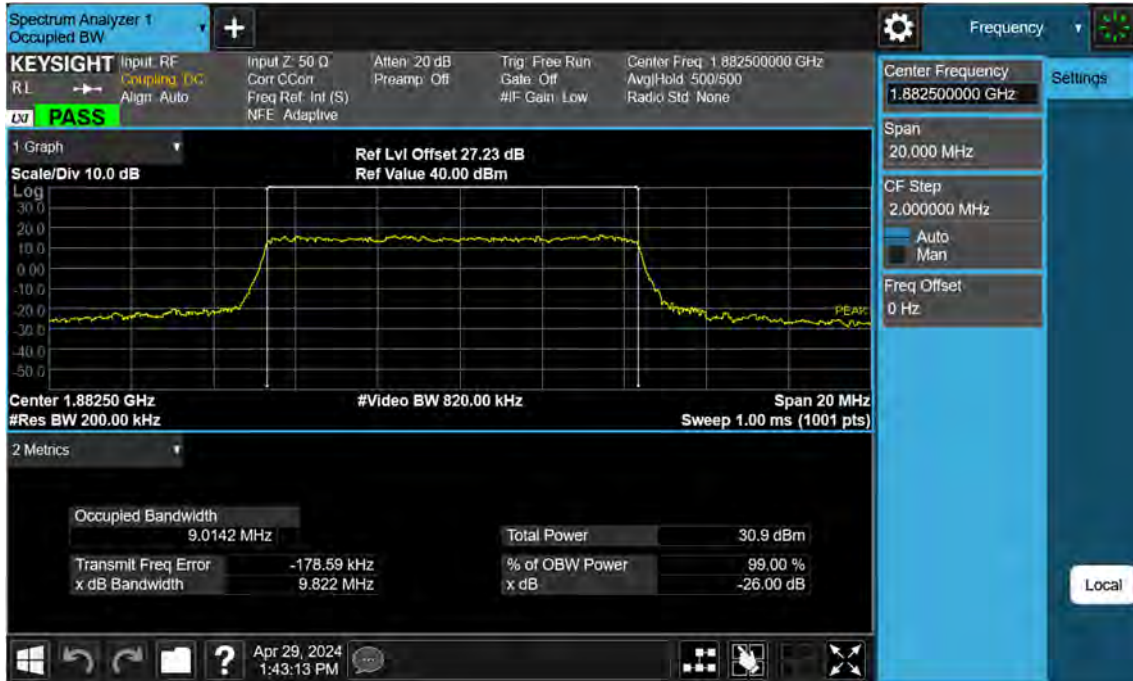 Spectrum Analyzer 1
Occupied BW
+
Frequency
KEYSIGHT
RL
LXI
PASS
Input: RF
Coupling: DC
Align: Auto
Input Z: 50 Ω
Corr CCorr
Freq Ref: Int (S)
NFE: Adaptive
Atten: 20 dB
Preamp: Off
Trig: Free Run
Gate: Off
#IF Gain: Low
Center Freq: 1.882500000 GHz
Avg|Hold: 500/500
Radio Std: None
1 Graph
Scale/Div 10.0 dB
Ref Lvl Offset 27.23 dB
Ref Value 40.00 dBm
Log
30.0
20.0
10.0
0.00
-10.0
-20.0
-30.0
-40.0
-50.0
PEAK
Center 1.88250 GHz
#Video BW 820.00 kHz
Span 20 MHz
#Res BW 200.00 kHz
Sweep 1.00 ms (1001 pts)
2 Metrics
Occupied Bandwidth
9.0142 MHz
Total Power 30.9 dBm
Transmit Freq Error -178.59 kHz
% of OBW Power 99.00 %
x dB Bandwidth 9.822 MHz
x dB -26.00 dB
Center Frequency
1.882500000 GHz
Settings
Span
20.000 MHz
CF Step
2.000000 MHz
Auto
Man
Freq Offset
0 Hz
Local
?
Apr 29, 2024
1:43:13 PM